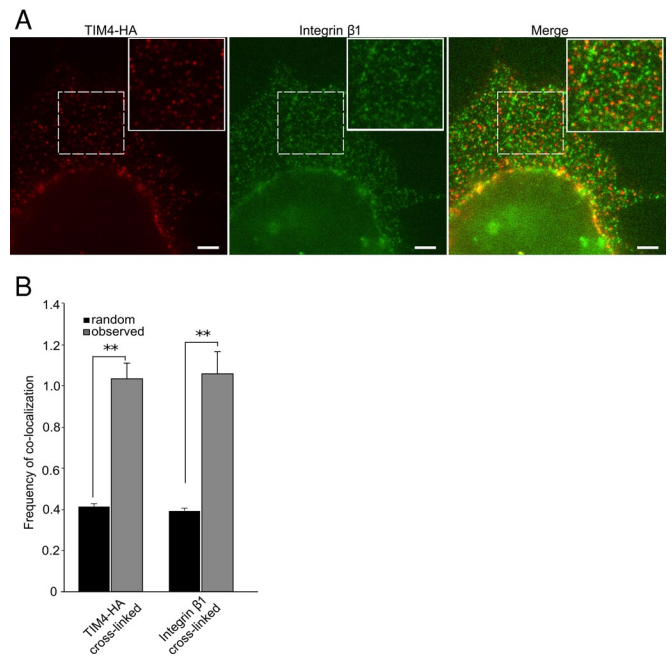 A
TIM4-HA
Integrin β1
Merge
B
Frequency of co-localization
1.4
1.2
1.0
0.8
0.6
0.4
0.2
0
random
observed
**
**
TIM4-HA
cross-linked
Integrin β1
cross-linked